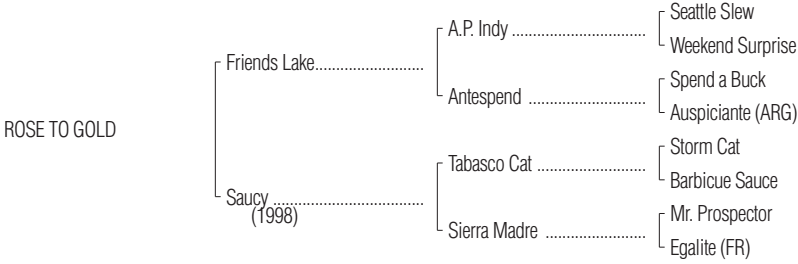 Seattle Slew
A.P. Indy
Weekend Surprise
Friends Lake
Spend a Buck
Antespend
Auspiciante (ARG)
ROSE TO GOLD
Storm Cat
Tabasco Cat
Barbicue Sauce
Saucy
(1998)
Mr. Prospector
Sierra Madre
Egalite (FR)